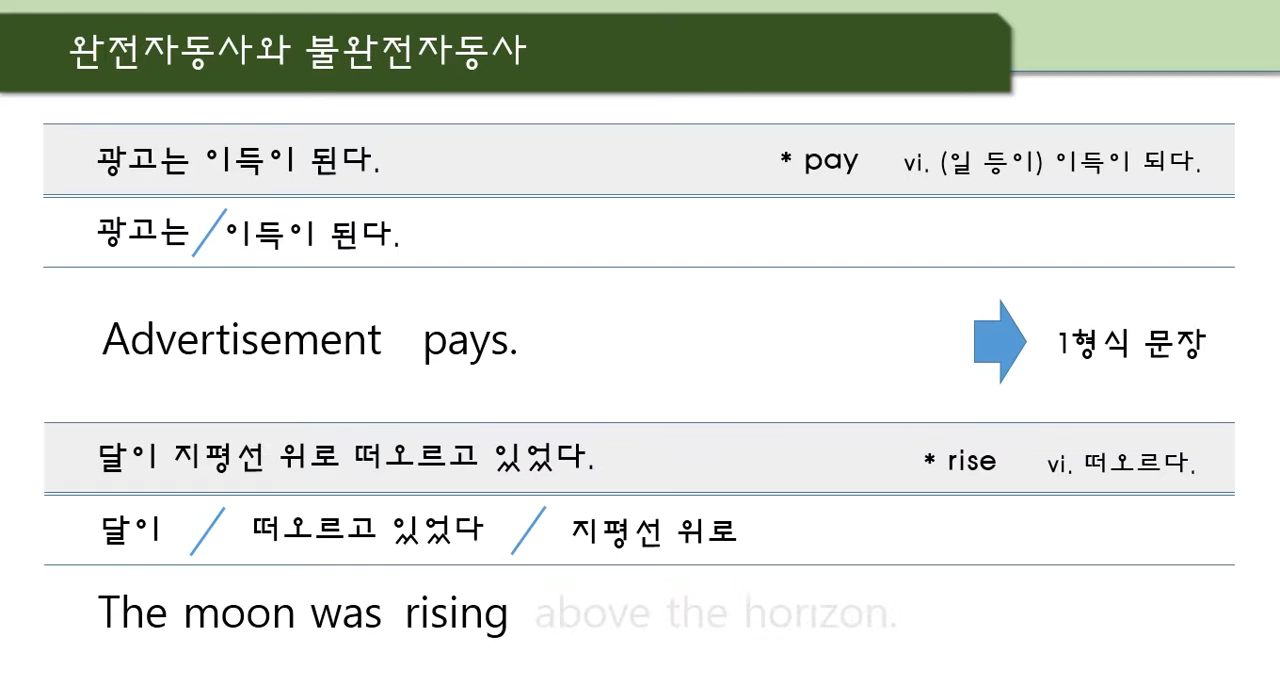 완전자동사와 불완전자동사
광고는 이득이 된다. * pay vi. (일 등이) 이득이 되다.
광고는 / 이득이 된다.
Advertisement pays. 1형식 문장
달이 지평선 위로 떠오르고 있었다. * rise vi. 떠오르다.
달이 / 떠오르고 있었다 / 지평선 위로
The moon was rising above the horizon.